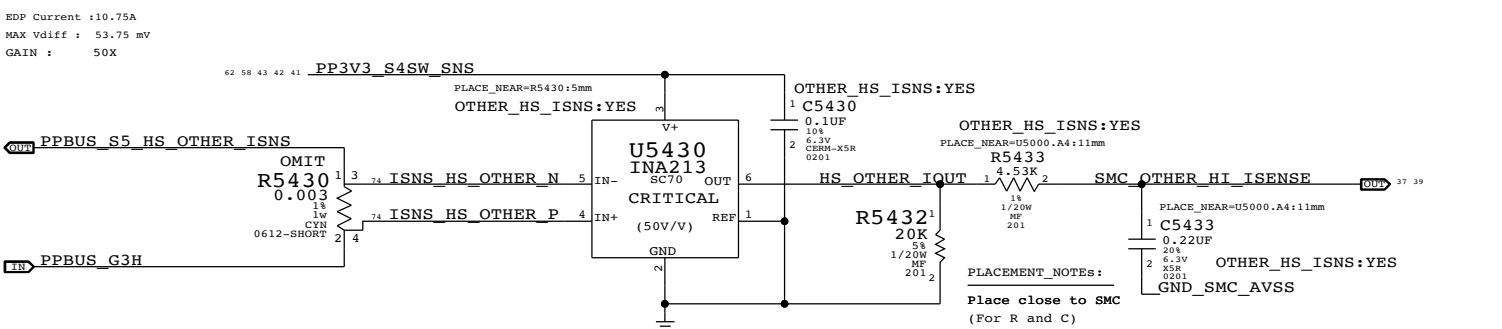 EDP Current :10.75A
MAX Vdiff : 53.75 mV
GAIN : 50X
62 58 43 42 41 PP3V3_S4SW_SNS
PLACE_NEAR=R5430:5mm
OTHER_HS_ISNS:YES
3
V+
OTHER_HS_ISNS:YES
1 C5430
0.1UF
10%
6.3V
2 CERM-X5R
0201
OUT PPBUS_S5_HS_OTHER_ISNS
OMIT
R5430
0.003
1%
1W
CYN
0612-SHORT
1 3
2 4
74 ISNS_HS_OTHER_N 5 IN-
74 ISNS_HS_OTHER_P 4 IN+
U5430
INA213
SC70
CRITICAL
(50V/V)
OUT 6
REF 1
GND
2
IN PPBUS_G3H
HS_OTHER_IOUT
OTHER_HS_ISNS:YES
PLACE_NEAR=U5000.A4:11mm
R5433
4.53K
1 2
1%
1/20W
MF
201
SMC_OTHER_HI_ISENSE OUT 37 39
R5432 1
20K
5%
1/20W
MF
201 2
PLACE_NEAR=U5000.A4:11mm
1 C5433
0.22UF
20%
6.3V
2 X5R
0201
OTHER_HS_ISNS:YES
GND_SMC_AVSS
PLACEMENT_NOTEs:
Place close to SMC
(For R and C)